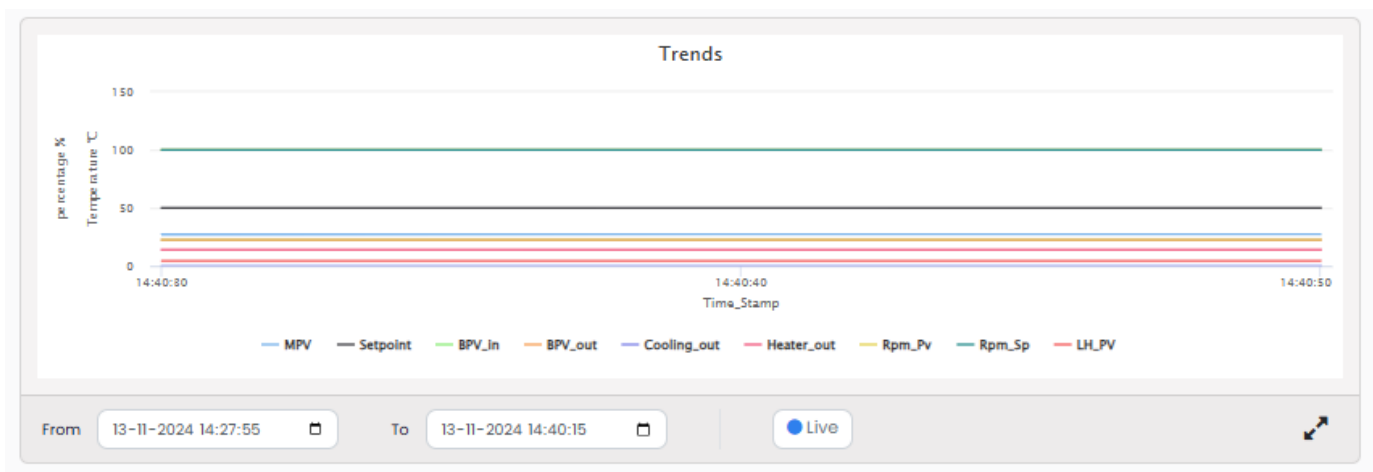 Trends
150
100
50
0
percentage %
Temperature °C
14:40:30 14:40:40 14:40:50
Time_Stamp
MPV Setpoint BPV_In BPV_out Cooling_out Heater_out Rpm_Pv Rpm_Sp LH_PV
From 13-11-2024 14:27:55 To 13-11-2024 14:40:15 Live